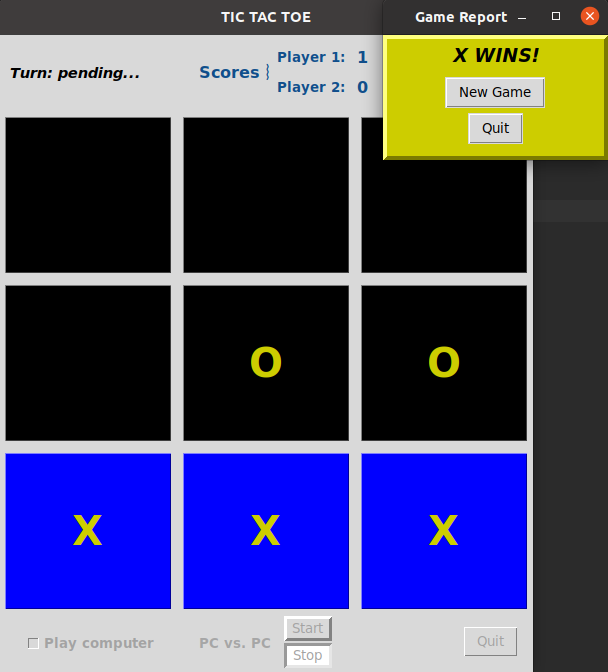 TIC TAC TOE
Game Report
Turn: pending...
Scores
Player 1: 1
Player 2: 0
X WINS!
New Game
Quit
O O
X X X
Play computer
PC vs. PC
Start
Stop
Quit